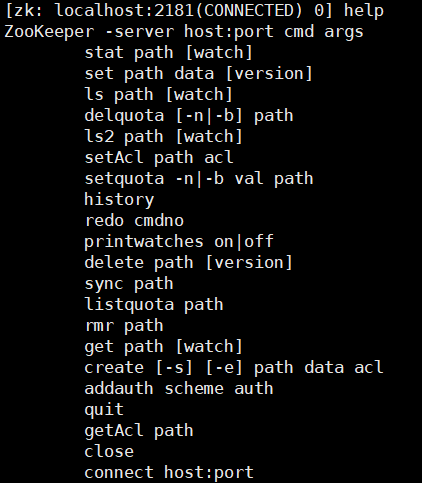 [zk: localhost:2181(CONNECTED) 0] help
ZooKeeper -server host:port cmd args
        stat path [watch]
        set path data [version]
        ls path [watch]
        delquota [-n|-b] path
        ls2 path [watch]
        setAcl path acl
        setquota -n|-b val path
        history
        redo cmdno
        printwatches on|off
        delete path [version]
        sync path
        listquota path
        rmr path
        get path [watch]
        create [-s] [-e] path data acl
        addauth scheme auth
        quit
        getAcl path
        close
        connect host:port